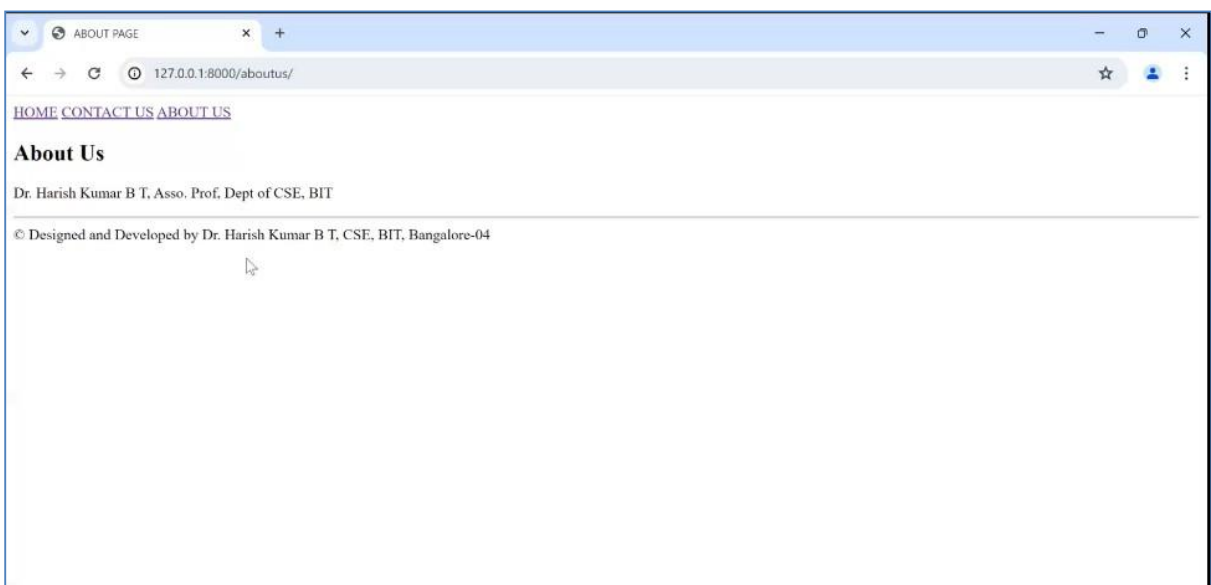 ABOUT PAGE
127.0.0.1:8000/aboutus/
HOME CONTACT US ABOUT US
About Us
Dr. Harish Kumar B T, Asso. Prof, Dept of CSE, BIT
© Designed and Developed by Dr. Harish Kumar B T, CSE, BIT, Bangalore-04